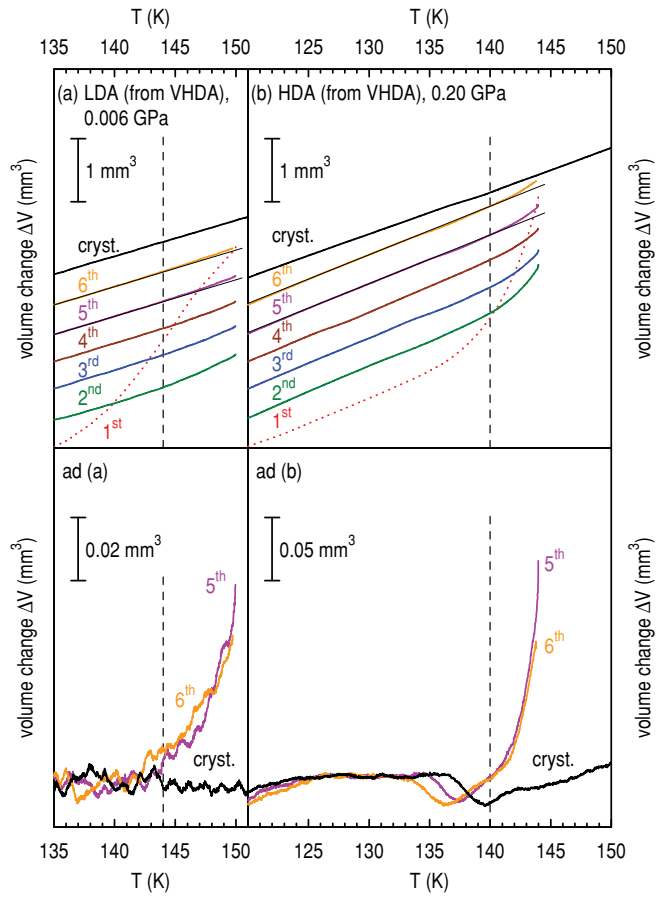 T (K) T (K)
135 140 145 150 125 130 135 140 145 150
(a) LDA (from VHDA),
0.006 GPa
(b) HDA (from VHDA), 0.20 GPa
1 mm³
1 mm³
volume change ΔV (mm³)
volume change ΔV (mm³)
cryst.
6th
5th
4th
3rd
2nd
1st
cryst.
6th
5th
4th
3rd
2nd
1st
ad (a)
ad (b)
0.02 mm³
0.05 mm³
volume change ΔV (mm³)
volume change ΔV (mm³)
5th
6th
cryst.
5th
6th
cryst.
135 140 145 150 125 130 135 140 145 150
T (K) T (K)